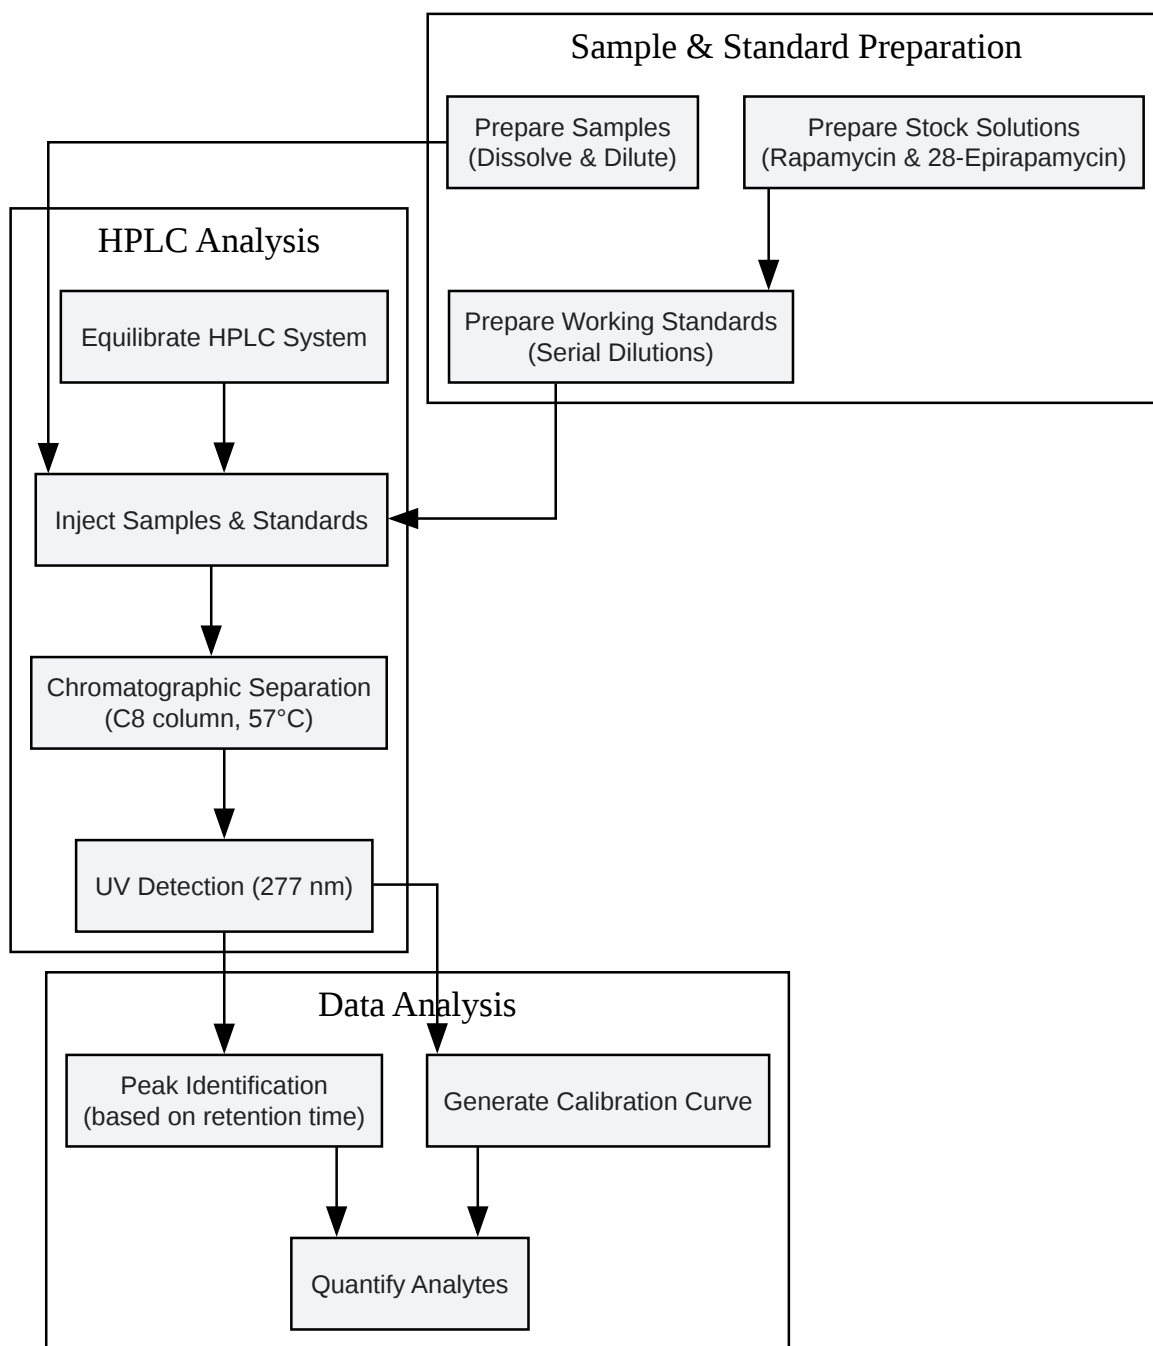 Sample & Standard Preparation
Prepare Samples
(Dissolve & Dilute)
Prepare Stock Solutions
(Rapamycin & 28-Epirapamycin)
HPLC Analysis
Equilibrate HPLC System
Prepare Working Standards
(Serial Dilutions)
Inject Samples & Standards
Chromatographic Separation
(C8 column, 57°C)
UV Detection (277 nm)
Data Analysis
Peak Identification
(based on retention time)
Generate Calibration Curve
Quantify Analytes